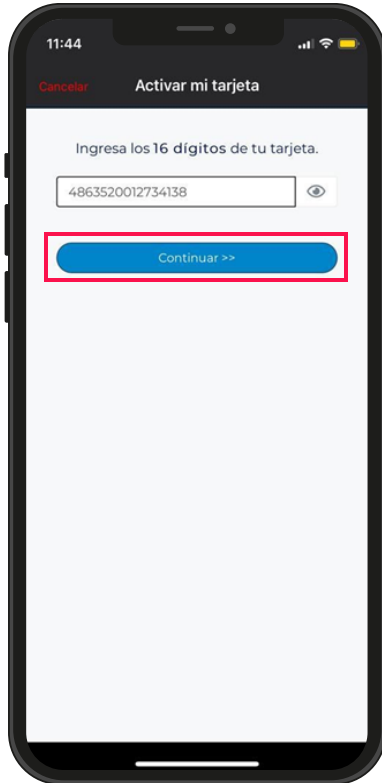 11:44
Cancelar
Activar mi tarjeta
Ingresa los 16 dígitos de tu tarjeta.
4863520012734138
Continuar >>